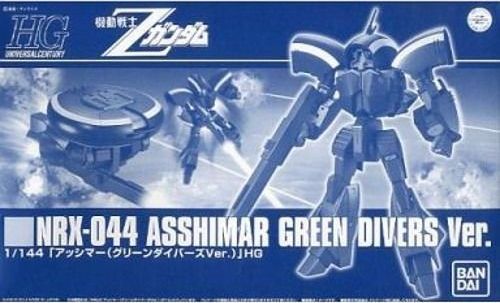 HG
UNIVERSAL CENTURY
機動戦士
Zガンダム
NRX-044 ASSHIMAR GREEN DIVERS Ver.
1/144「アッシマー(グリーンダイバーズVer.)」HG
BAN
DAI